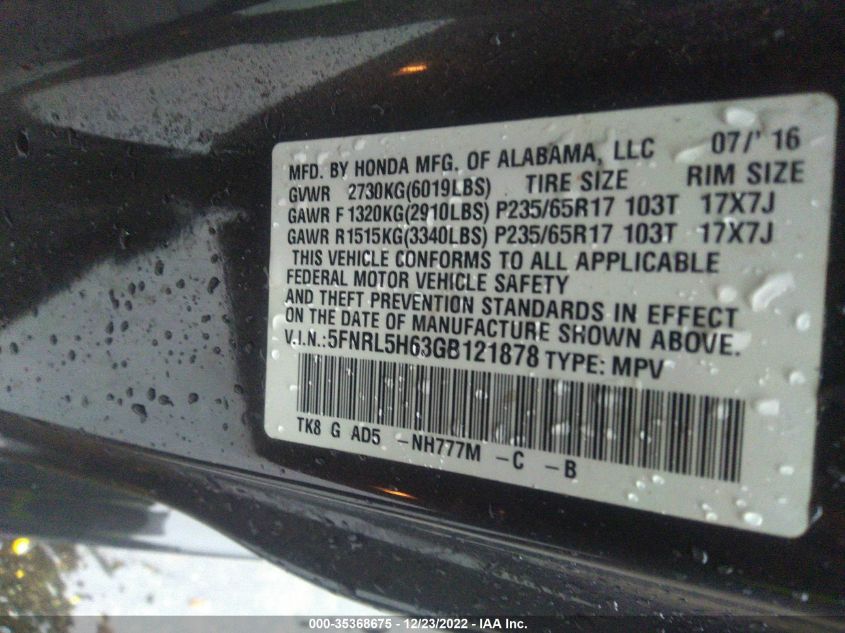 MFD. BY HONDA MFG. OF ALABAMA, LLC 07/' 16
GVWR 2730KG(6019LBS) TIRE SIZE RIM SIZE
GAWR F 1320KG(2910LBS) P235/65R17 103T 17X7J
GAWR R1515KG(3340LBS) P235/65R17 103T 17X7J
THIS VEHICLE CONFORMS TO ALL APPLICABLE
FEDERAL MOTOR VEHICLE SAFETY
AND THEFT PREVENTION STANDARDS IN EFFECT
ON THE DATE OF MANUFACTURE SHOWN ABOVE.
V.I.N.:5FNRL5H63GB121878 TYPE: MPV
TK8 G AD5 -NH777M -C -B
000-35368675 - 12/23/2022 - IAA Inc.